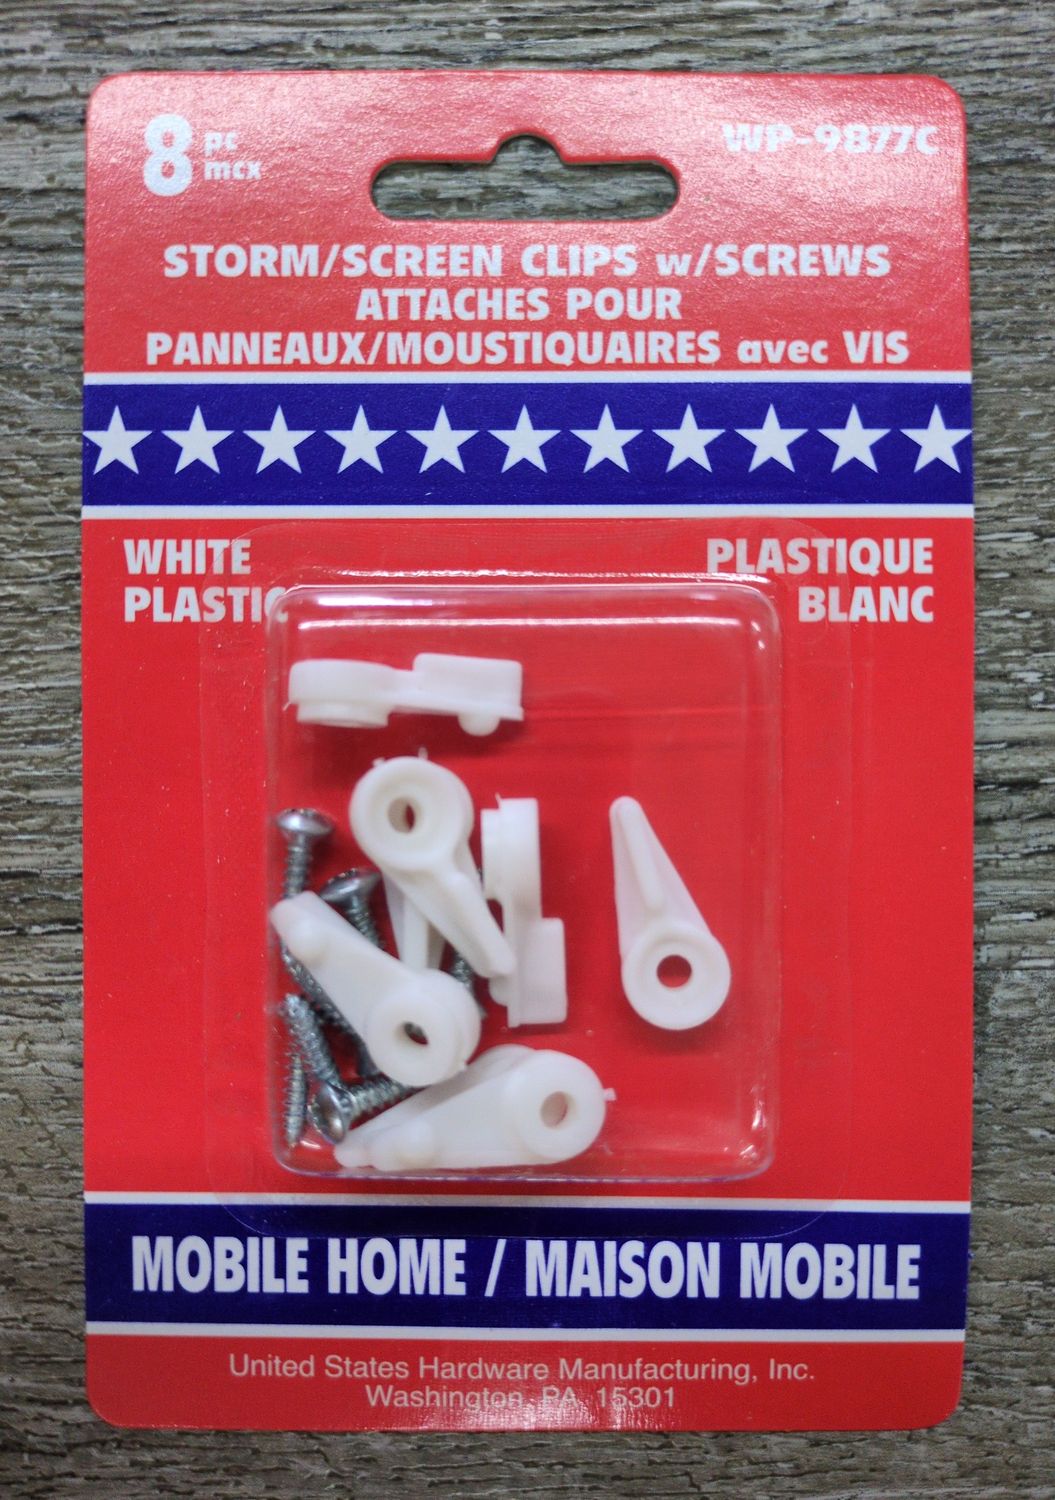 8 pc
mcx
WP-9877C
STORM/SCREEN CLIPS w/SCREWS
ATTACHES POUR
PANNEAUX/MOUSTIQUAIRES avec VIS
WHITE
PLASTIC
PLASTIQUE
BLANC
MOBILE HOME / MAISON MOBILE
United States Hardware Manufacturing, Inc.
Washington, PA 15301